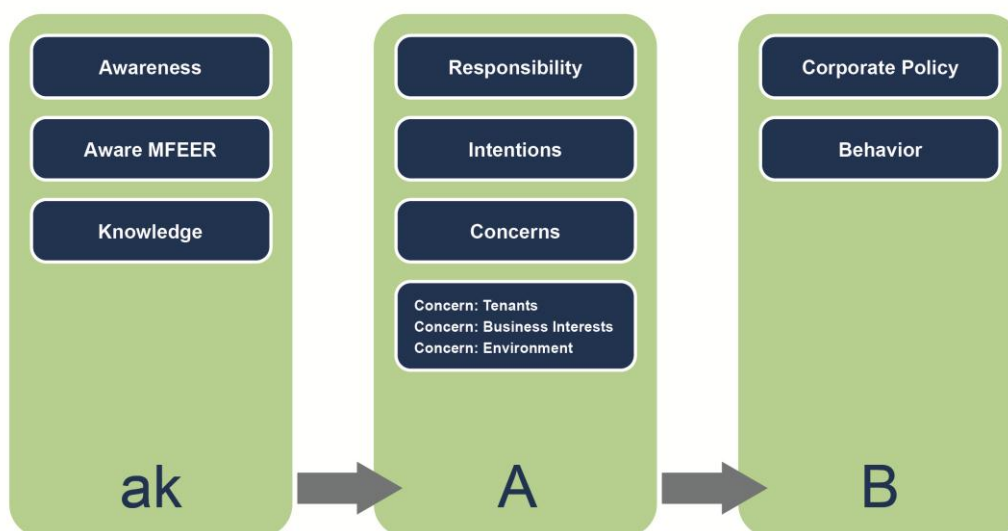 Awareness
Aware MFEER
Knowledge
ak
Responsibility
Intentions
Concerns
Concern: Tenants
Concern: Business Interests
Concern: Environment
A
Corporate Policy
Behavior
B